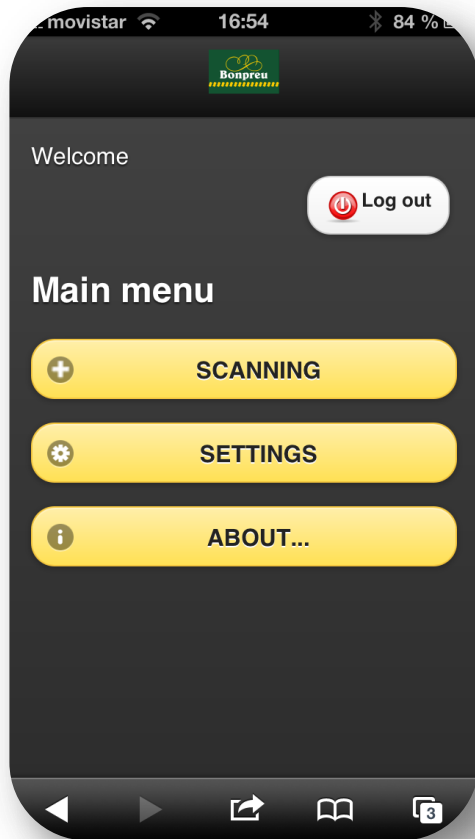 movistar 16:54 84 %
Bonpreu
Welcome
Log out
Main menu
SCANNING
SETTINGS
ABOUT...
3